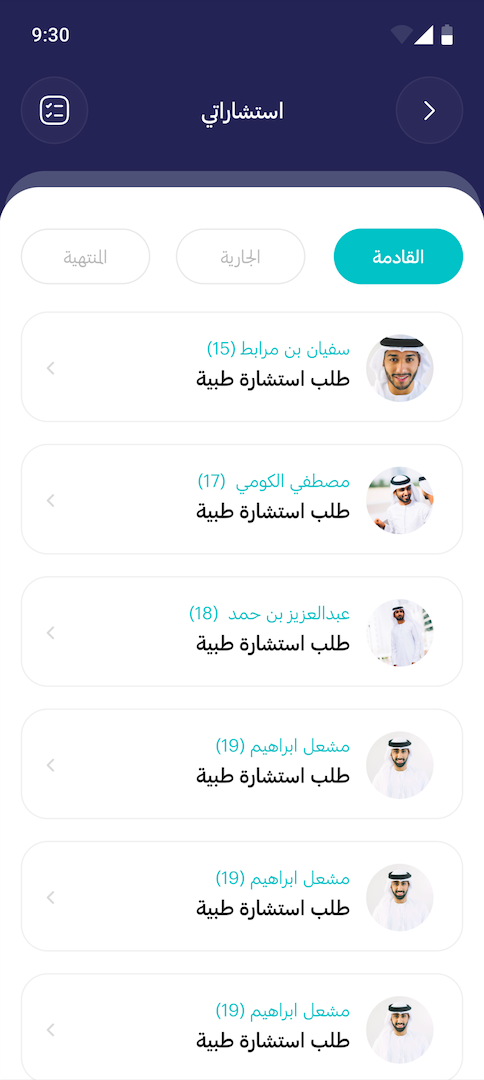 9:30
استشاراتي
القادمة
الجارية
المنتهية
سفيان بن مرابط (15)
طلب استشارة طبية
مصطفي الكومي (17)
طلب استشارة طبية
عبدالعزيز بن حمد (18)
طلب استشارة طبية
مشعل ابراهيم (19)
طلب استشارة طبية
مشعل ابراهيم (19)
طلب استشارة طبية
مشعل ابراهيم (19)
طلب استشارة طبية